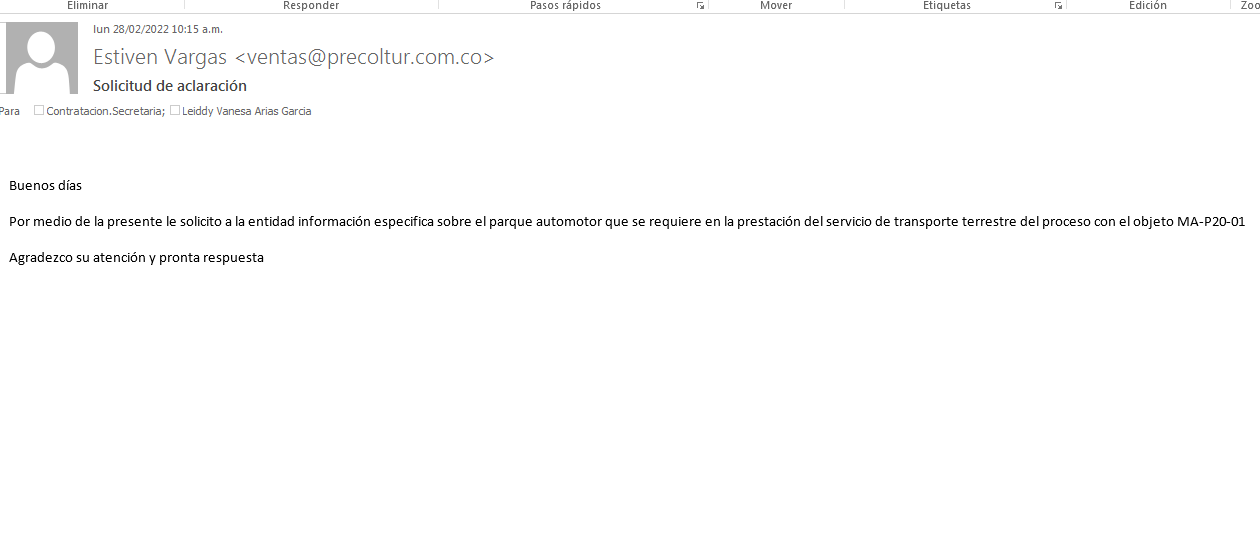 Eliminar Responder Pasos rápidos Mover Etiquetas Edición Zoo
lun 28/02/2022 10:15 a.m.
Estiven Vargas <ventas@precoltur.com.co>
Solicitud de aclaración
Para Contratacion.Secretaria; Leiddy Vanesa Arias Garcia
Buenos días
Por medio de la presente le solicito a la entidad información especifica sobre el parque automotor que se requiere en la prestación del servicio de transporte terrestre del proceso con el objeto MA-P20-01
Agradezco su atención y pronta respuesta